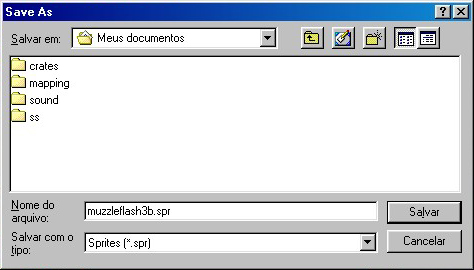 Save As
Salvar em: Meus documentos
crates
mapping
sound
ss
Nome do
arquivo: muzzleflash3b.spr Salvar
Salvar com o
tipo: Sprites (*.spr) Cancelar